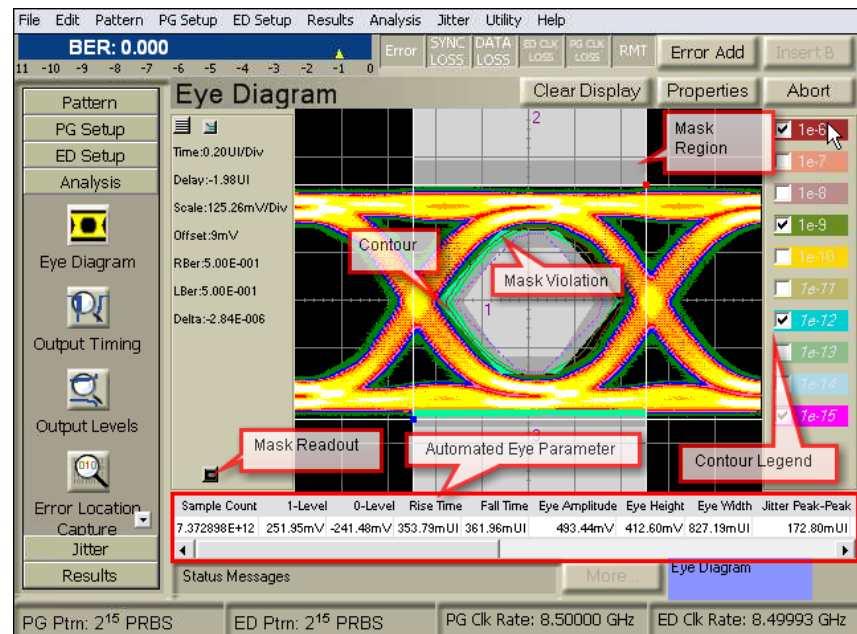 File Edit Pattern PG Setup ED Setup Results Analysis Jitter Utility Help
BER: 0.000
11 -10 -9 -8 -7 -6 -5 -4 -3 -2 -1 0
Error
SYNC LOSS
DATA LOSS
ED CLK LOSS
PG CLK LOSS
RMT
Error Add
Insert B
Eye Diagram
Clear Display
Properties
Abort
Pattern
PG Setup
ED Setup
Analysis
Eye Diagram
Output Timing
Output Levels
Error Location
Capture
Jitter
Results
Time:0.20UI/Div
Delay:-1.98UI
Scale:125.26mV/Div
Offset:9mV
RBer:5.00E-001
LBer:5.00E-001
Delta:-2.84E-006
2
1
3
Mask
Region
Contour
Mask Violation
Mask Readout
Automated Eye Parameter
Contour Legend
1e-6
1e-7
1e-8
1e-9
1e-10
1e-11
1e-12
1e-13
1e-14
1e-15
Sample Count 1-Level 0-Level Rise Time Fall Time Eye Amplitude Eye Height Eye Width Jitter Peak-Peak
7.372898E+12 251.95mV -241.48mV 353.79mUI 361.96mUI 493.44mV 412.60mV 827.19mUI 172.80mUI
Status Messages
More...
Eye Diagram
PG Ptrn: 2^15 PRBS
ED Ptrn: 2^15 PRBS
PG Clk Rate: 8.50000 GHz
ED Clk Rate: 8.49993 GHz